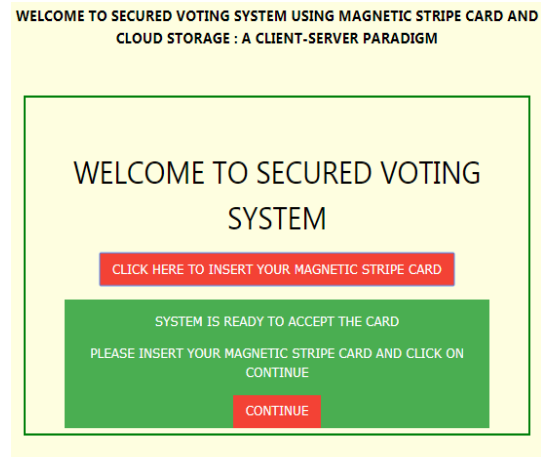 WELCOME TO SECURED VOTING SYSTEM USING MAGNETIC STRIPE CARD AND
CLOUD STORAGE : A CLIENT-SERVER PARADIGM
WELCOME TO SECURED VOTING
SYSTEM
CLICK HERE TO INSERT YOUR MAGNETIC STRIPE CARD
SYSTEM IS READY TO ACCEPT THE CARD
PLEASE INSERT YOUR MAGNETIC STRIPE CARD AND CLICK ON
CONTINUE
CONTINUE